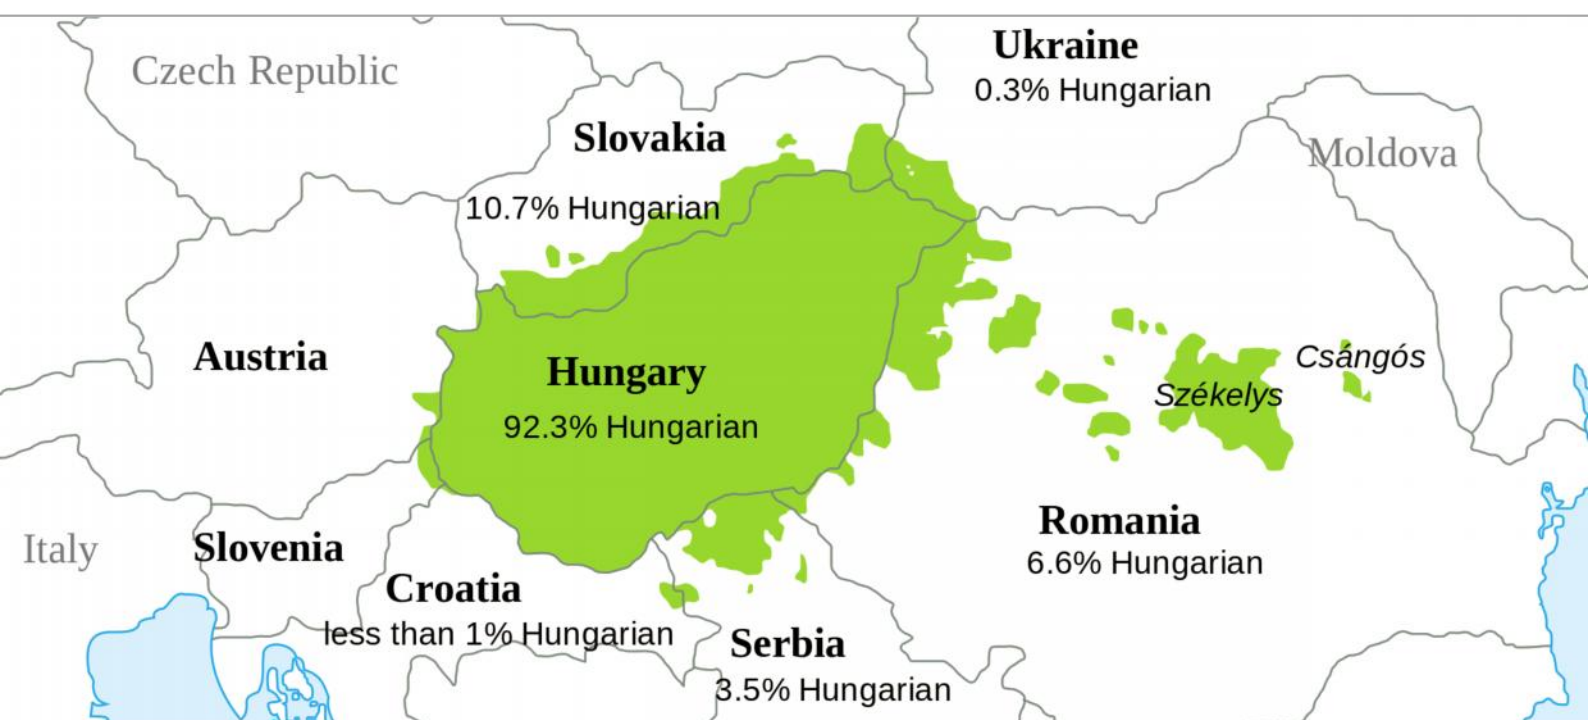 Ukraine
0.3% Hungarian
Czech Republic
Slovakia
Moldova
10.7% Hungarian
Austria
Hungary
92.3% Hungarian
Csángós
Székelys
Romania
6.6% Hungarian
Italy
Slovenia
Croatia
less than 1% Hungarian
Serbia
3.5% Hungarian